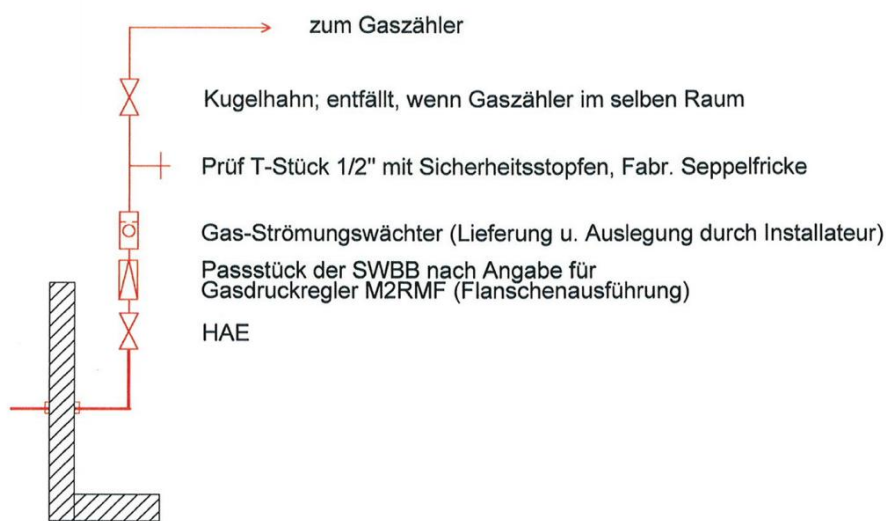 zum Gaszähler
Kugelhahn; entfällt, wenn Gaszähler im selben Raum
Prüf T-Stück 1/2" mit Sicherheitsstopfen, Fabr. Seppelfricke
Gas-Strömungswächter (Lieferung u. Auslegung durch Installateur)
Passstück der SWBB nach Angabe für
Gasdruckregler M2RMF (Flanschenausführung)
HAE